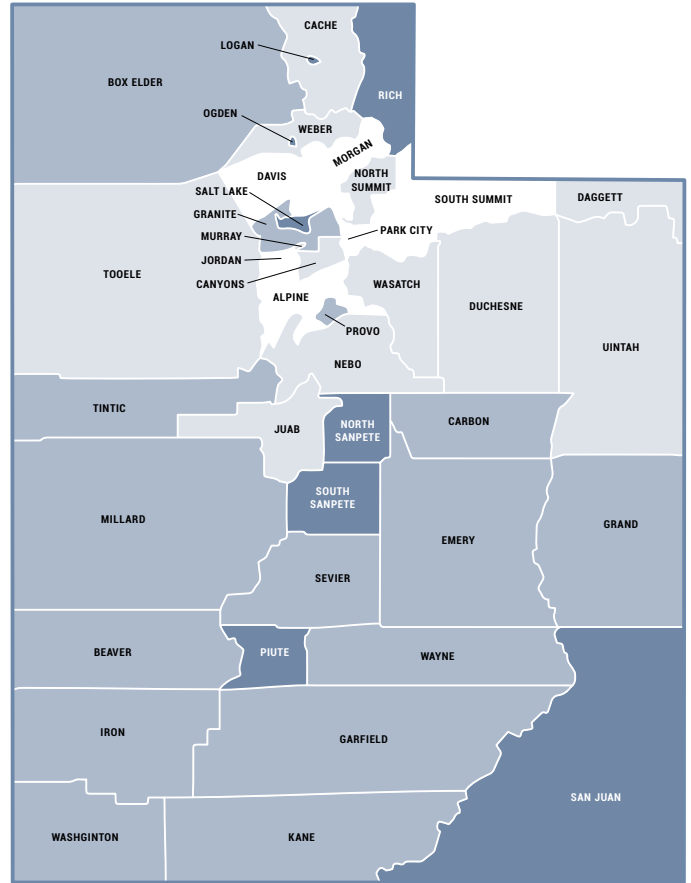 CACHE
LOGAN
BOX ELDER
RICH
OGDEN
WEBER
MORGAN
DAVIS
NORTH
SUMMIT
SALT LAKE
SOUTH SUMMIT
DAGGETT
GRANITE
PARK CITY
MURRAY
JORDAN
TOOELE
CANYONS
WASATCH
ALPINE
DUCHESNE
PROVO
UINTAH
NEBO
TINTIC
JUAB
NORTH
SANPETE
CARBON
SOUTH
SANPETE
MILLARD
GRAND
EMERY
SEVIER
BEAVER
PIUTE
WAYNE
IRON
GARFIELD
SAN JUAN
WASHGINTON
KANE